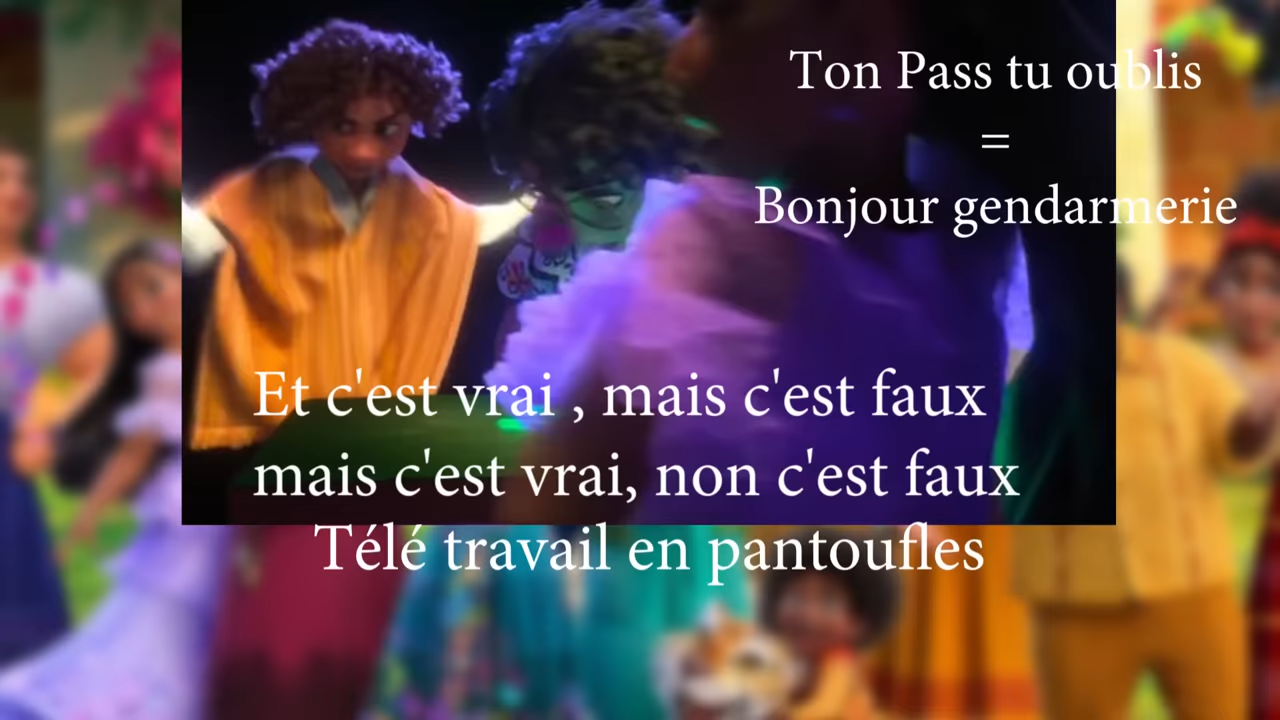 Ton Pass tu oublis
=
Bonjour gendarmerie
Et c'est vrai , mais c'est faux
mais c'est vrai, non c'est faux
Télé travail en pantoufles